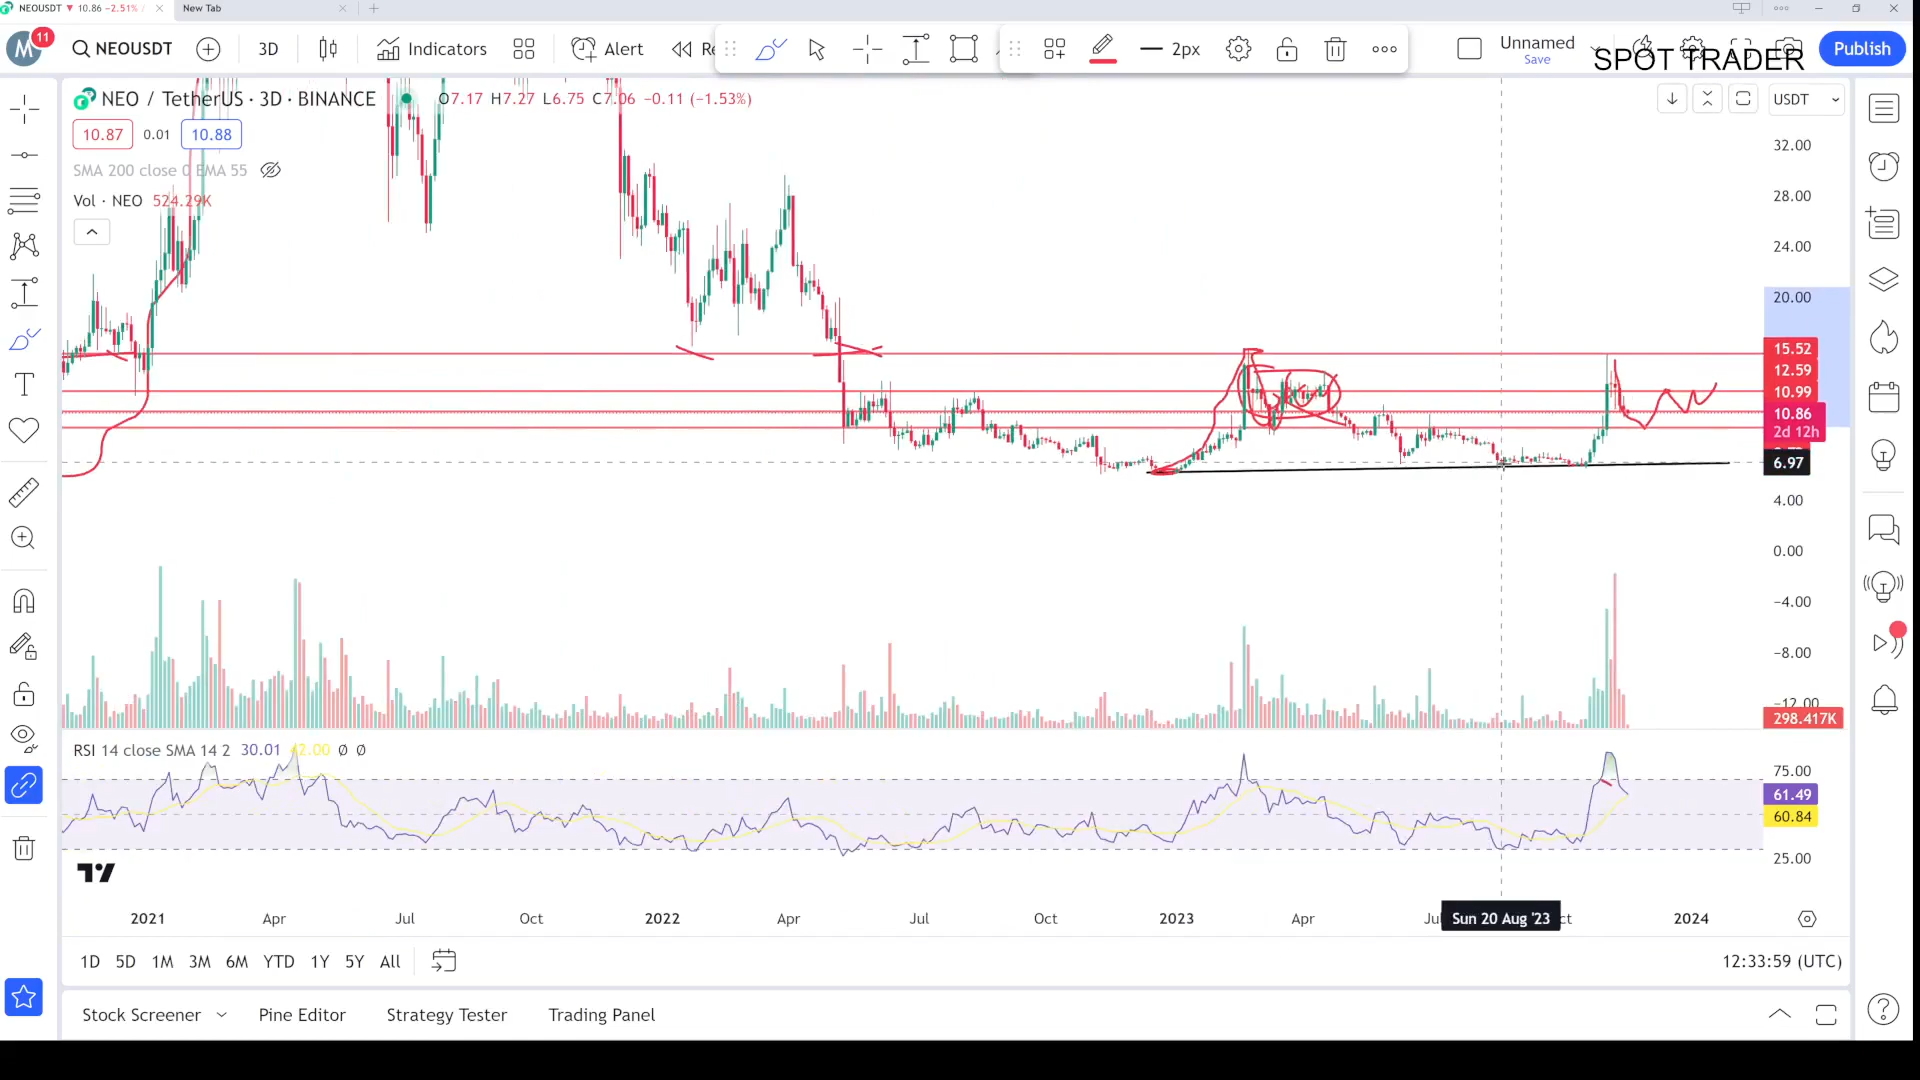 NEOUSDT ▼ 10.86 −2.51% /
New Tab
M
11
NEOUSDT
3D
Indicators
Alert
2px
Unnamed
Save
SPOT TRADER
Publish
NEO / TetherUS · 3D · BINANCE
O7.17 H7.27 L6.75 C7.06 −0.11 (−1.53%)
USDT
10.87
0.01
10.88
SMA 200 close 0 EMA 55
Vol · NEO 524.29K
32.00
28.00
24.00
20.00
15.52
12.59
10.99
10.86
2d 12h
6.97
4.00
0.00
−4.00
−8.00
−12.00
298.417K
RSI 14 close SMA 14 2 30.01 42.00 Ø Ø
75.00
61.49
60.84
25.00
2021
Apr
Jul
Oct
2022
Apr
Jul
Oct
2023
Apr
Sun 20 Aug '23
2024
1D 5D 1M 3M 6M YTD 1Y 5Y All
12:33:59 (UTC)
Stock Screener
Pine Editor
Strategy Tester
Trading Panel